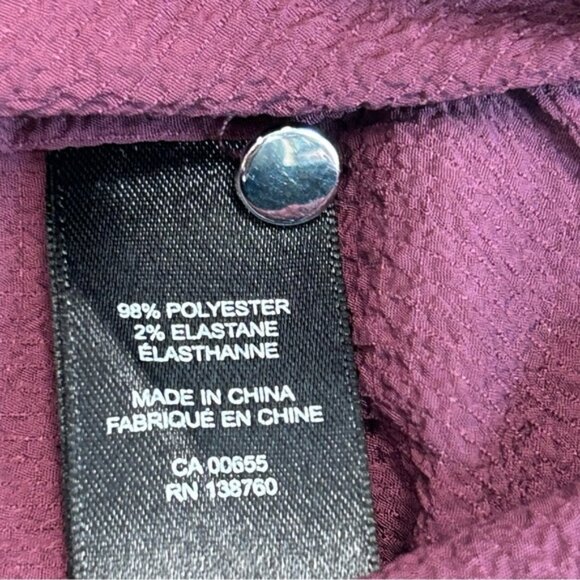 98% POLYESTER
2% ELASTANE
ÉLASTHANNE
MADE IN CHINA
FABRIQUÉ EN CHINE
CA 00655
RN 138760